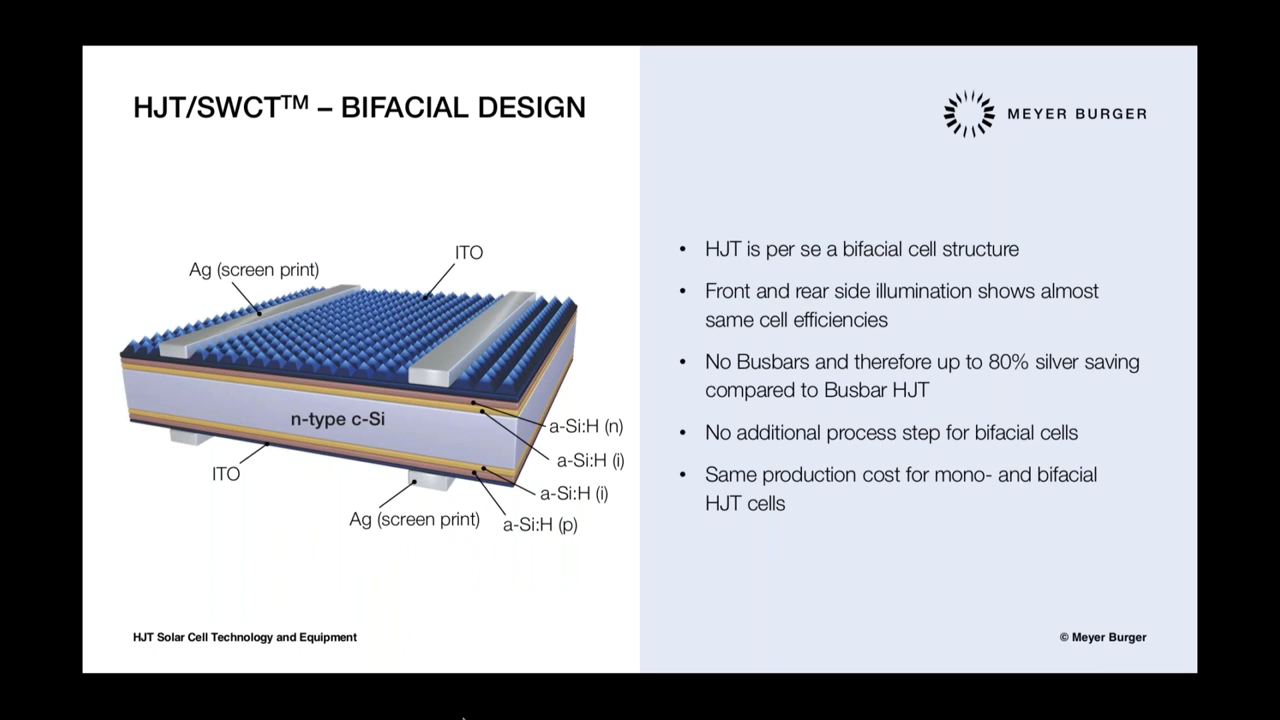 HJT/SWCT™ – BIFACIAL DESIGN
MEYER BURGER
ITO
Ag (screen print)
n-type c-Si
a-Si:H (n)
a-Si:H (i)
ITO
a-Si:H (i)
Ag (screen print)
a-Si:H (p)
• HJT is per se a bifacial cell structure
• Front and rear side illumination shows almost
same cell efficiencies
• No Busbars and therefore up to 80% silver saving
compared to Busbar HJT
• No additional process step for bifacial cells
• Same production cost for mono- and bifacial
HJT cells
HJT Solar Cell Technology and Equipment
© Meyer Burger